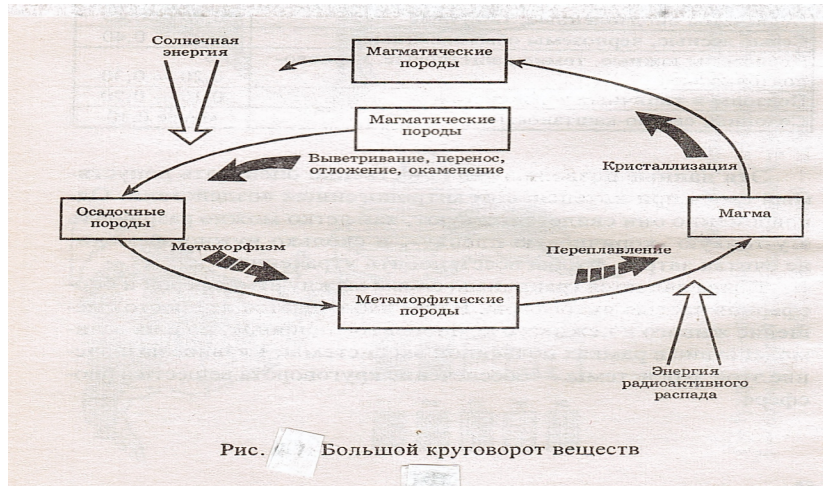 Солнечная
энергия
Магматические
породы
Магматические
породы
Выветривание, перенос,
отложение, окаменение
Кристаллизация
Осадочные
породы
Магма
Метаморфизм
Переплавление
Метаморфические
породы
Энергия
радиоактивного
распада
Рис. Большой круговорот веществ